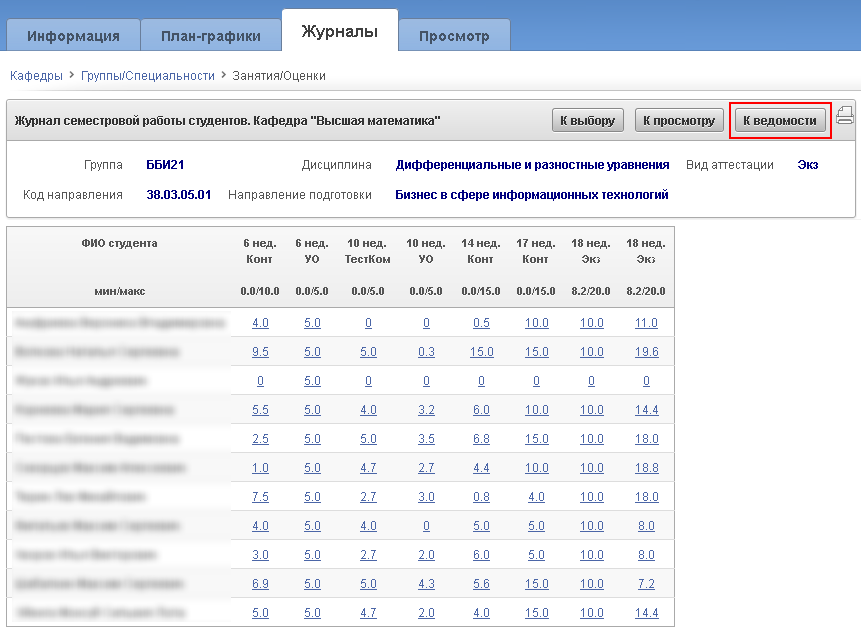 Информация План-графики Журналы Просмотр
Кафедры > Группы/Специальности > Занятия/Оценки
Журнал семестровой работы студентов. Кафедра "Высшая математика" К выбору К просмотру К ведомости
Группа ББИ21 Дисциплина Дифференциальные и разностные уравнения Вид аттестации Экз
Код направления 38.03.05.01 Направление подготовки Бизнес в сфере информационных технологий
ФИО студента 6 нед. 6 нед. 10 нед. 10 нед. 14 нед. 17 нед. 18 нед. 18 нед.
Конт УО ТестКом УО Конт Конт Экз Экз
мин/макс 0.0/10.0 0.0/5.0 0.0/5.0 0.0/5.0 0.0/15.0 0.0/15.0 8.2/20.0 8.2/20.0
4.0 5.0 0 0 0.5 10.0 10.0 11.0
9.5 5.0 5.0 0.3 15.0 15.0 10.0 19.6
0 5.0 0 0 0 0 0 0
5.5 5.0 4.0 3.2 6.0 10.0 10.0 14.4
2.5 5.0 5.0 3.5 6.8 15.0 10.0 18.0
1.0 5.0 4.7 2.7 4.4 10.0 10.0 18.8
7.5 5.0 2.7 3.0 0.8 4.0 10.0 18.0
4.0 5.0 4.0 0 5.0 5.0 10.0 8.0
3.0 5.0 2.7 2.0 6.0 5.0 10.0 8.0
6.9 5.0 5.0 4.3 5.6 15.0 10.0 7.2
5.0 5.0 4.7 2.0 4.0 15.0 10.0 14.4